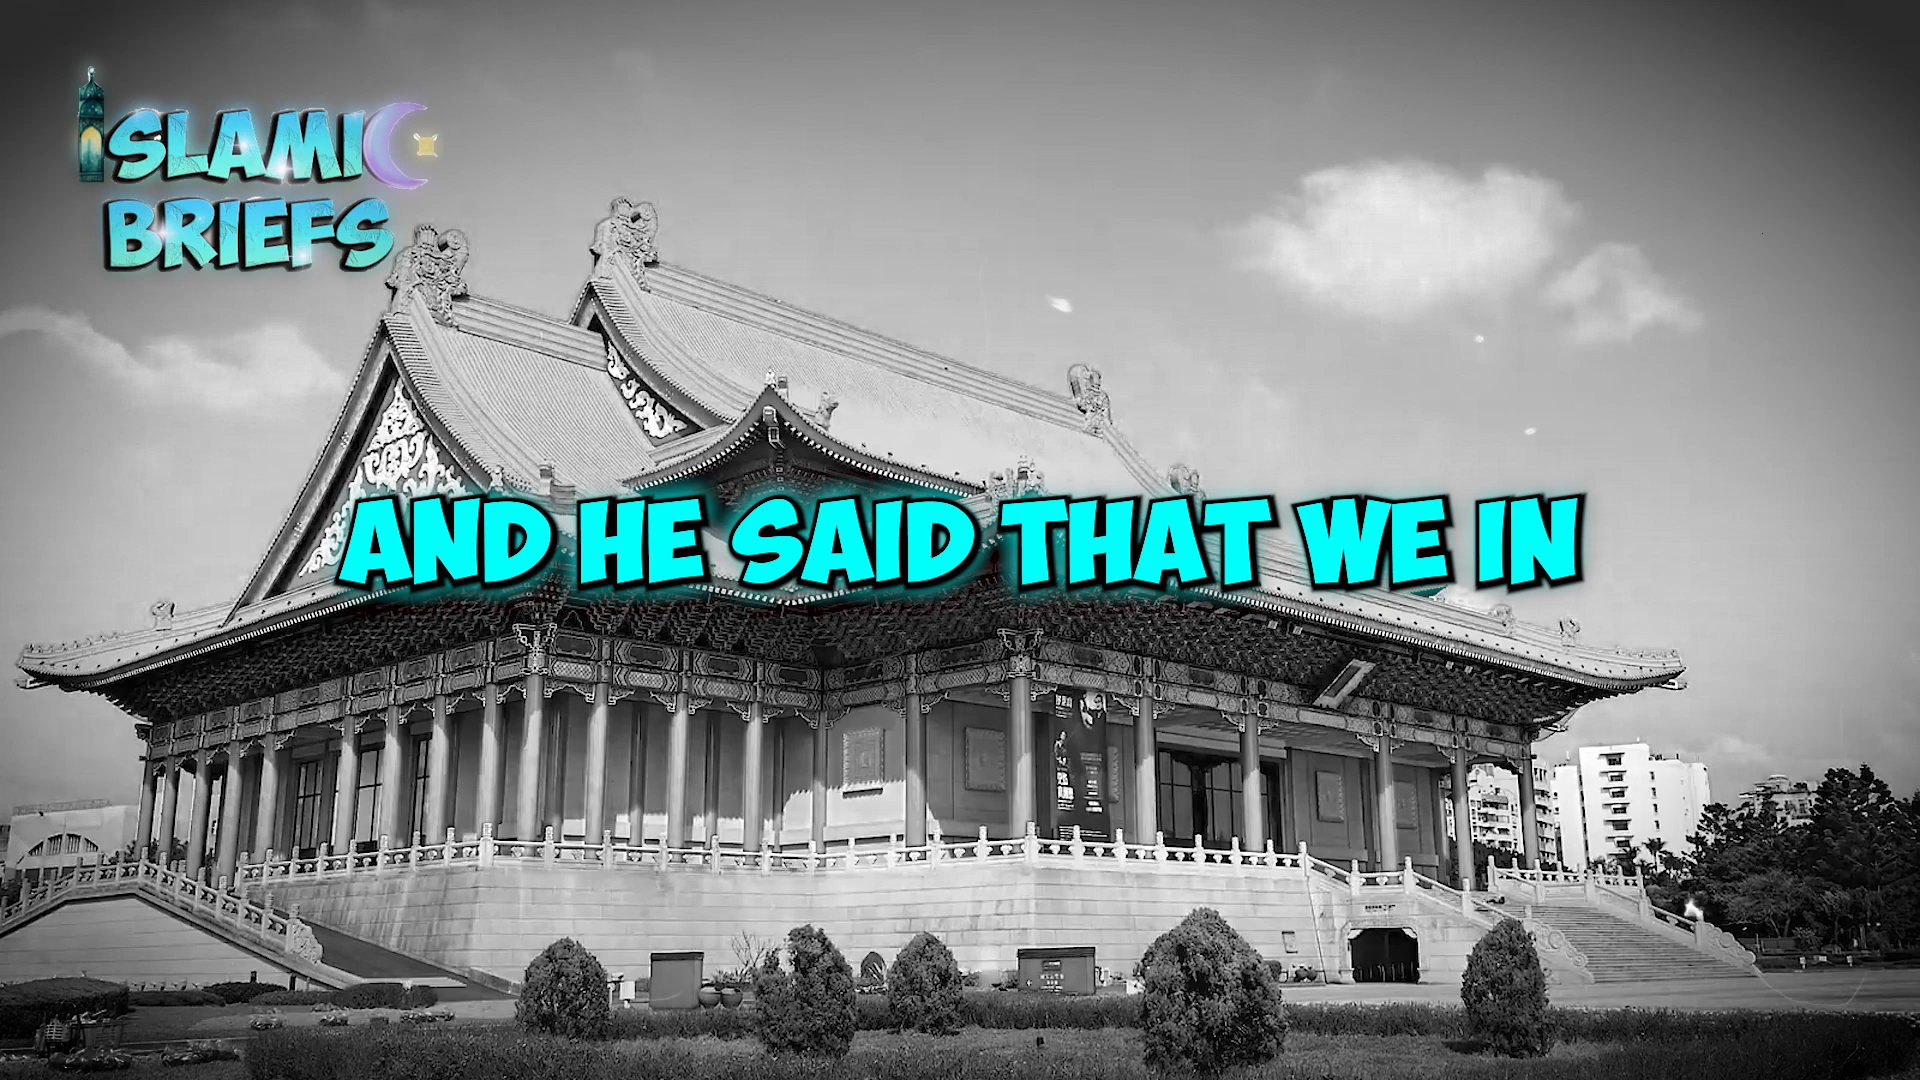 ISLAMIC
BRIEFS
AND HE SAID THAT WE IN